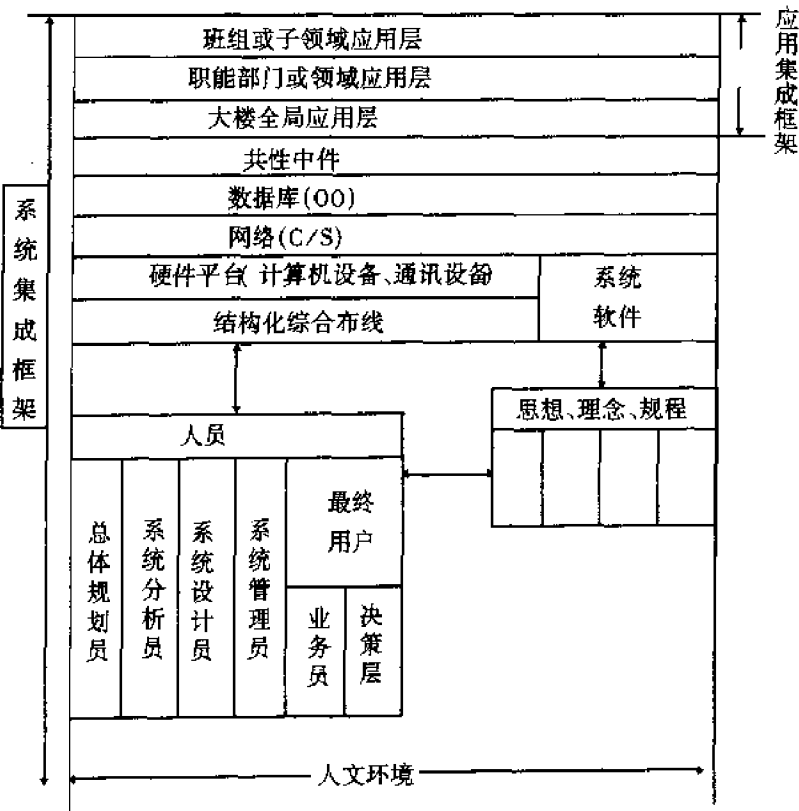 应用集成框架
班组或子领域应用层
职能部门或领域应用层
大楼全局应用层
共性中件
数据库(OO)
网络(C/S)
硬件平台(计算机设备、通讯设备)
系统
软件
结构化综合布线
系统集成框架
人员
思想、理念、规程
总体规划员
系统分析员
系统设计员
系统管理员
最终
用户
业务员
决策层
人文环境